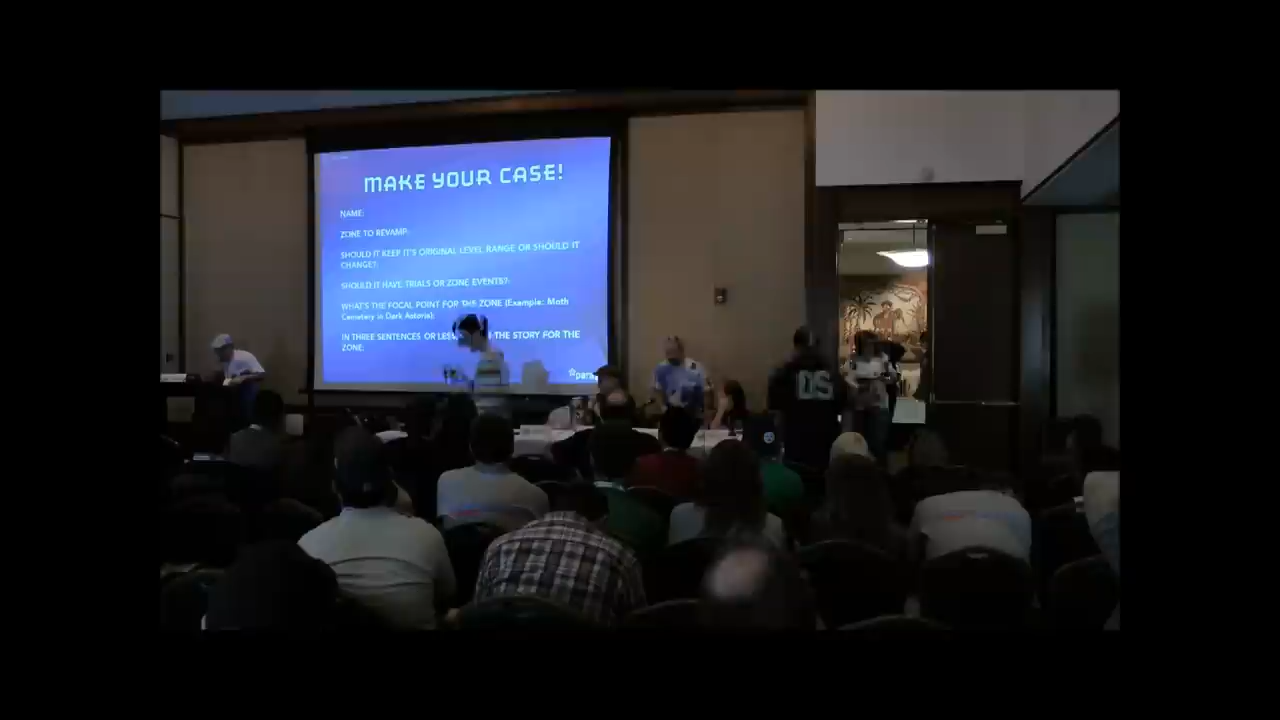 MAKE YOUR CASE!
NAME:
ZONE TO REVAMP:
SHOULD IT KEEP IT'S ORIGINAL LEVEL RANGE OR SHOULD IT
CHANGE?:
SHOULD IT HAVE TRIALS OR ZONE EVENTS?:
WHAT'S THE FOCAL POINT FOR THE ZONE (Example: Moth
Cemetery in Dark Astoria):
IN THREE SENTENCES OR LESS THE STORY FOR THE
ZONE:
para
DS